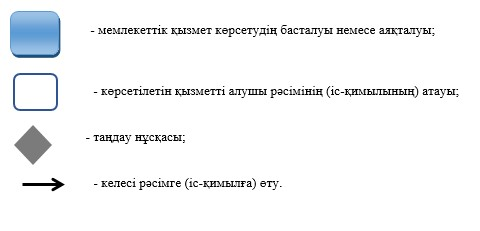 - мемлекеттік қызмет көрсетудің басталуы немесе аяқталуы;
- көрсетілетін қызметті алушы рәсімінің (іс-қимылының) атауы;
- таңдау нұсқасы;
- келесі рәсімге (іс-қимылға) өту.